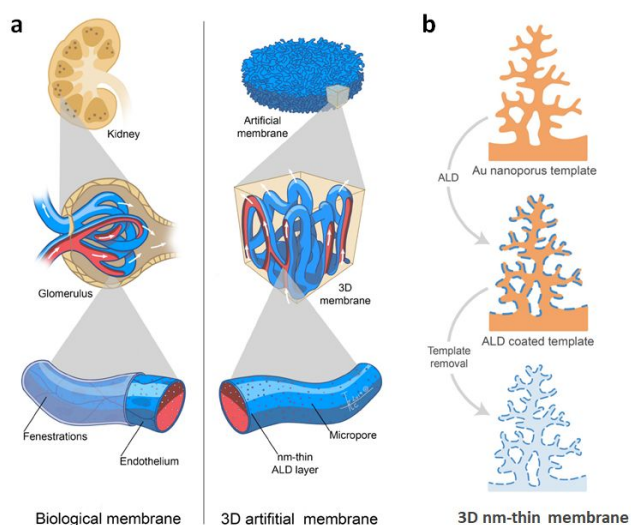 a
Kidney
Glomerulus
Fenestrations
Endothelium
Biological membrane
Artificial
membrane
3D
membrane
Micropore
nm-thin
ALD layer
3D artifitial membrane
b
Au nanoporus template
ALD
ALD coated template
Template
removal
3D nm-thin membrane